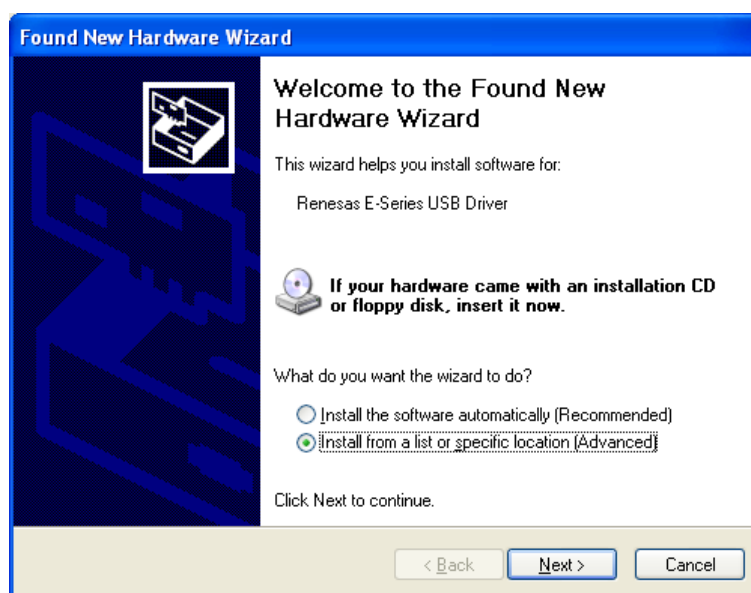 Found New Hardware Wizard
Welcome to the Found New
Hardware Wizard
This wizard helps you install software for:
Renesas E-Series USB Driver
If your hardware came with an installation CD
or floppy disk, insert it now.
What do you want the wizard to do?
Install the software automatically (Recommended)
Install from a list or specific location (Advanced)
Click Next to continue.
< Back Next > Cancel